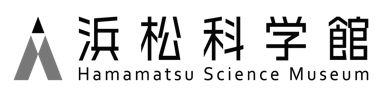 浜松科学館
Hamamatsu Science Museum